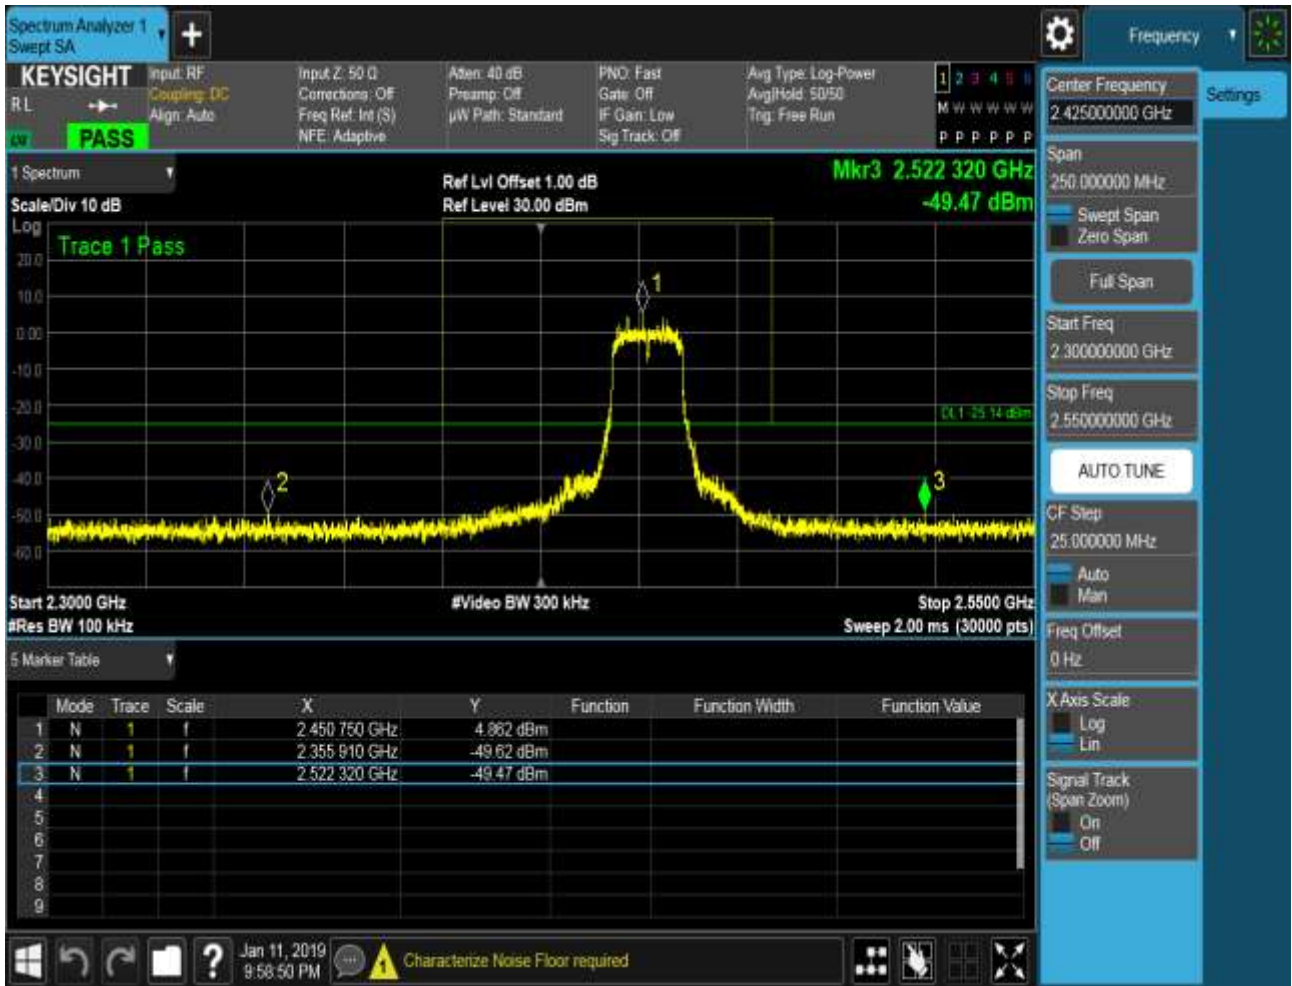 Spectrum Analyzer 1
Swept SA
Frequency
KEYSIGHT
RL
PASS
Input: RF
Coupling: DC
Align: Auto
Input Z: 50 Ω
Corrections: Off
Freq Ref: Int (S)
NFE: Adaptive
Atten: 40 dB
Preamp: Off
µW Path: Standard
PNO: Fast
Gate: Off
IF Gain: Low
Sig Track: Off
Avg Type: Log-Power
Avg|Hold: 50/50
Trig: Free Run
1 2 3 4 5 6
M W W W W W
P P P P P P
1 Spectrum
Scale/Div 10 dB
Log
Ref Lvl Offset 1.00 dB
Ref Level 30.00 dBm
Mkr3 2.522 320 GHz
-49.47 dBm
Trace 1 Pass
20.0
10.0
0.00
-10.0
-20.0
-30.0
-40.0
-50.0
-60.0
1
2
3
DL1 -25.14 dBm
Start 2.3000 GHz
#Video BW 300 kHz
Stop 2.5500 GHz
#Res BW 100 kHz
Sweep 2.00 ms (30000 pts)
5 Marker Table
Mode Trace Scale X Y Function Function Width Function Value
1 N 1 f 2.450 750 GHz 4.862 dBm
2 N 1 f 2.355 910 GHz -49.62 dBm
3 N 1 f 2.522 320 GHz -49.47 dBm
4
5
6
7
8
9
Jan 11, 2019
9:58:50 PM
1
Characterize Noise Floor required
Center Frequency
2.425000000 GHz
Settings
Span
250.000000 MHz
Swept Span
Zero Span
Full Span
Start Freq
2.300000000 GHz
Stop Freq
2.550000000 GHz
AUTO TUNE
CF Step
25.000000 MHz
Auto
Man
Freq Offset
0 Hz
X Axis Scale
Log
Lin
Signal Track
(Span Zoom)
On
Off